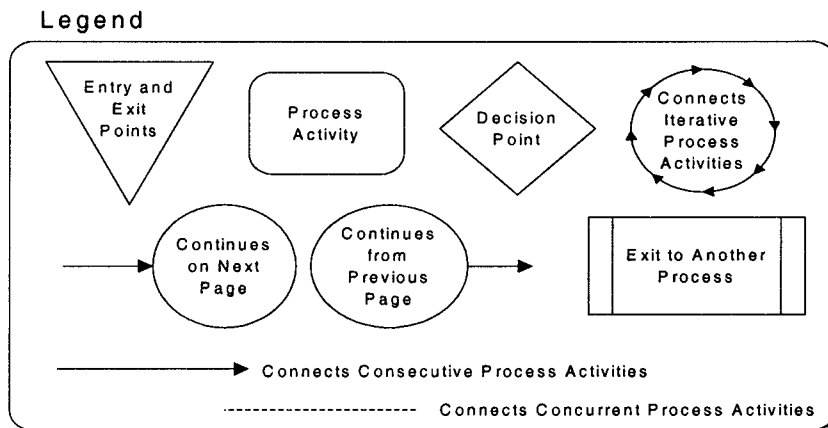 Legend
Entry and
Exit
Points
Process
Activity
Decision
Point
Connects
Iterative
Process
Activities
Continues
on Next
Page
Continues
from
Previous
Page
Exit to Another
Process
Connects Consecutive Process Activities
Connects Concurrent Process Activities